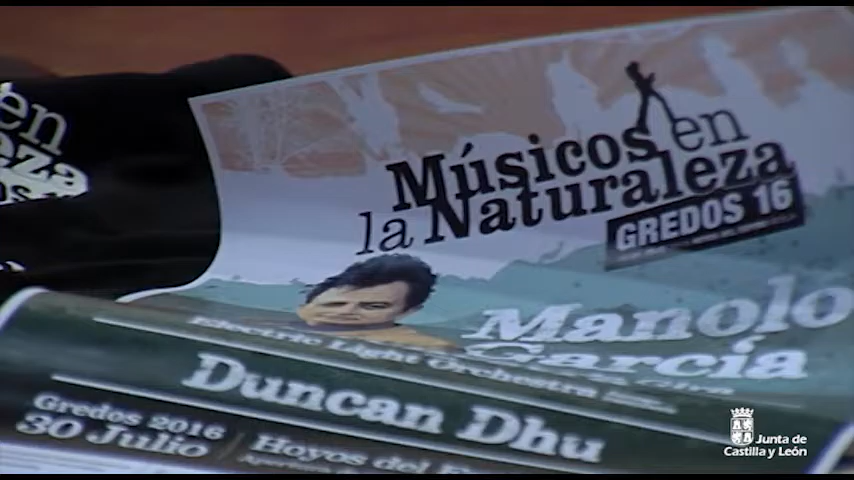 en
Músicos en
la Naturaleza
GREDOS 16
Manolo
García
Electric Light Orchestra
Duncan Dhu
Gredos 2016
30 Julio
Hoyos del
Junta de
Castilla y León